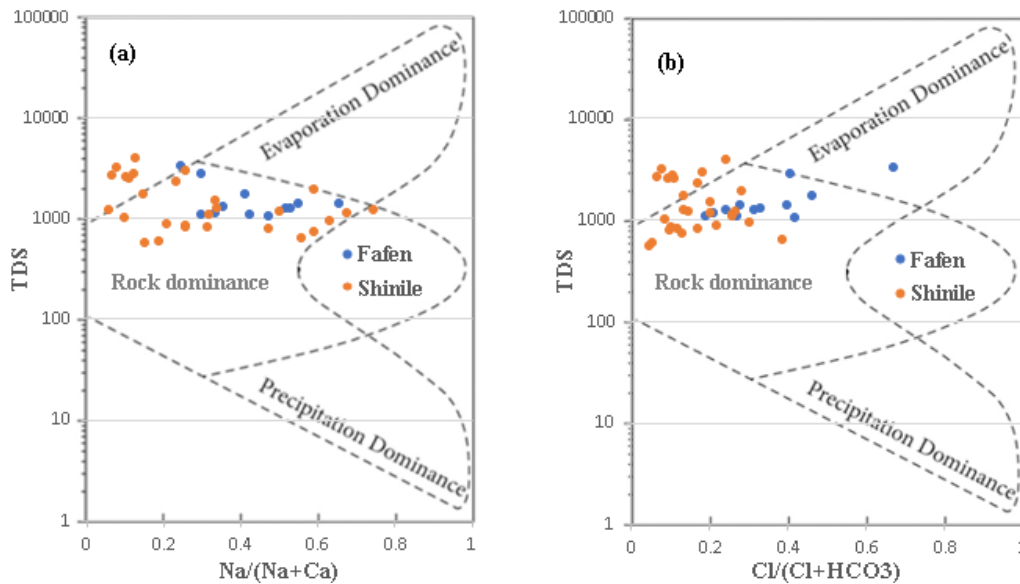 (a)
100000
10000
1000
100
10
1
TDS
Evaporation Dominance
Rock dominance
Fafen
Shinile
Precipitation Dominance
0 0.2 0.4 0.6 0.8 1
Na/(Na+Ca)
(b)
100000
10000
1000
100
10
1
TDS
Evaporation Dominance
Rock dominance
Fafen
Shinile
Precipitation Dominance
0 0.2 0.4 0.6 0.8 1
Cl/(Cl+HCO3)